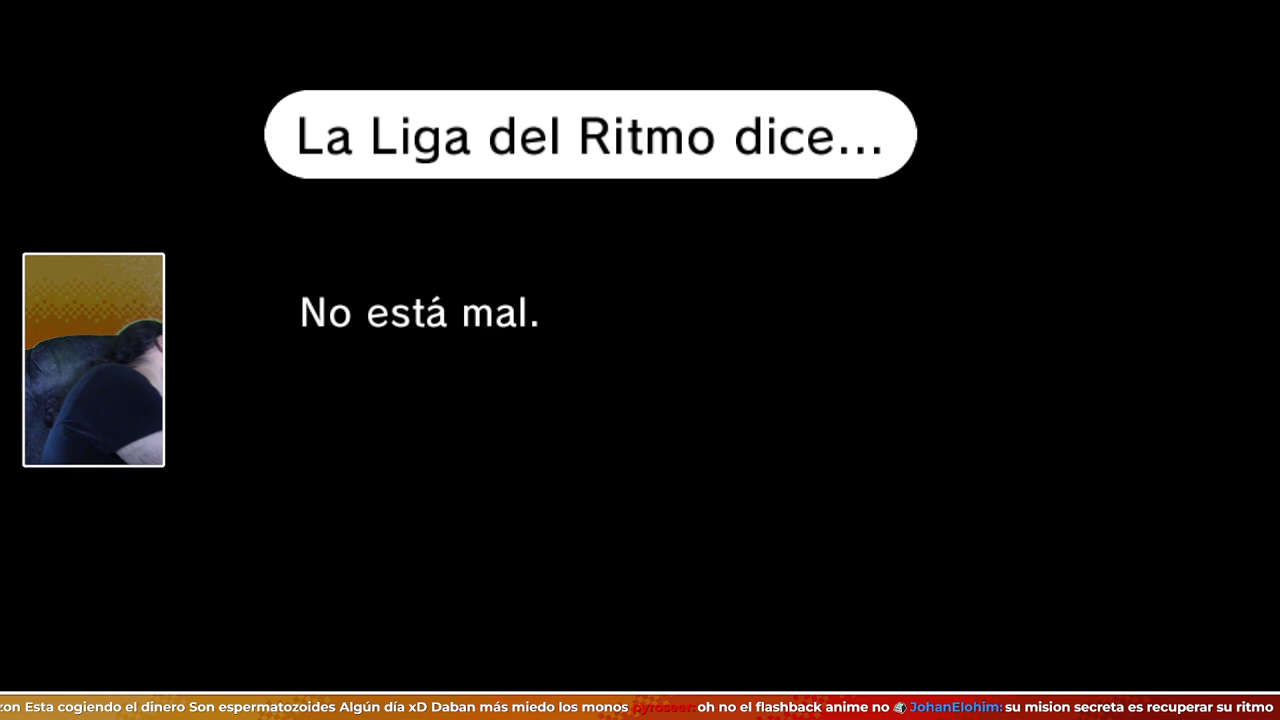 La Liga del Ritmo dice...
No está mal.
zon Esta cogiendo el dinero Son espermatozoides Algún día xD Daban más miedo los monos pyroseer: oh no el flashback anime no JohanElohim: su mision secreta es recuperar su ritmo